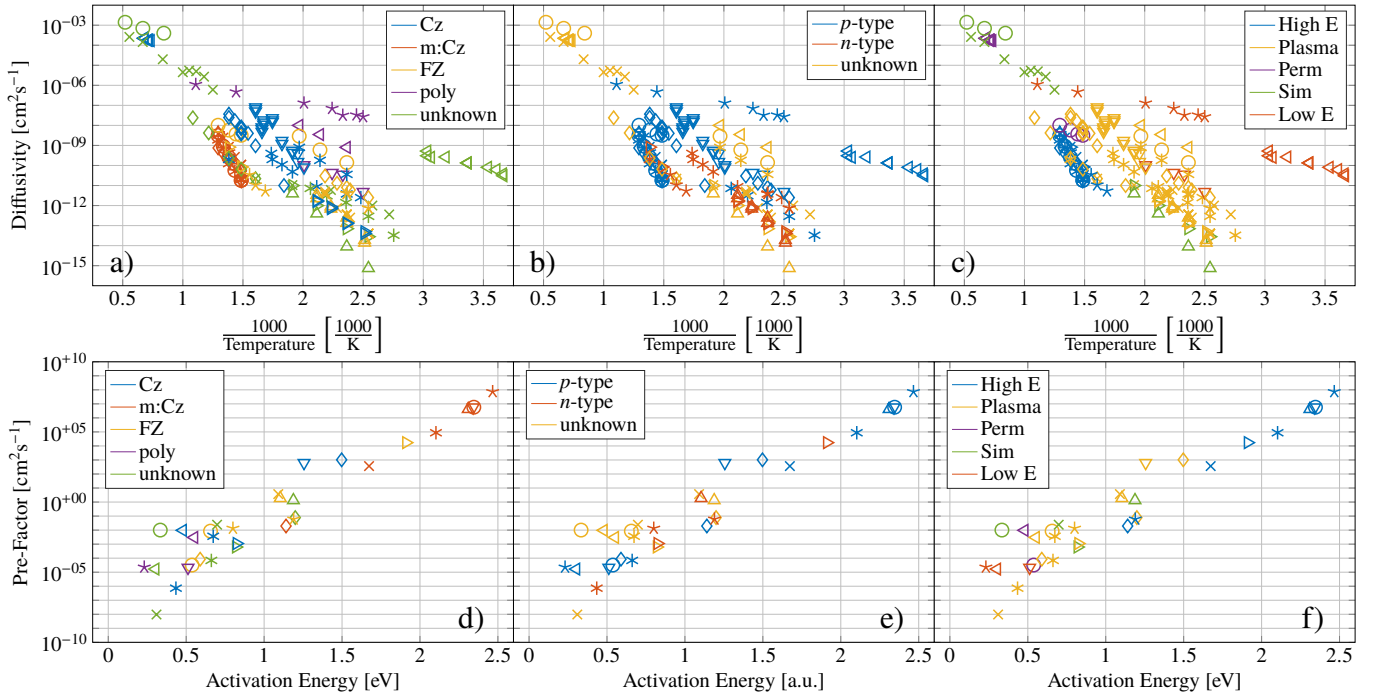 10^−03
10^−06
10^−09
10^−12
10^−15
Diffusivity [cm^2s^−1]
Cz
m:Cz
FZ
poly
unknown
a)
p-type
n-type
unknown
b)
High E
Plasma
Perm
Sim
Low E
c)
0.5 1 1.5 2 2.5 3 3.5
0.5 1 1.5 2 2.5 3 3.5
0.5 1 1.5 2 2.5 3 3.5
1000/Temperature [1000/K]
1000/Temperature [1000/K]
1000/Temperature [1000/K]
10^+10
10^+05
10^+00
10^−05
10^−10
Pre-Factor [cm^2s^−1]
Cz
m:Cz
FZ
poly
unknown
d)
p-type
n-type
unknown
e)
High E
Plasma
Perm
Sim
Low E
f)
0 0.5 1 1.5 2 2.5
0 0.5 1 1.5 2 2.5
0 0.5 1 1.5 2 2.5
Activation Energy [eV]
Activation Energy [a.u.]
Activation Energy [eV]